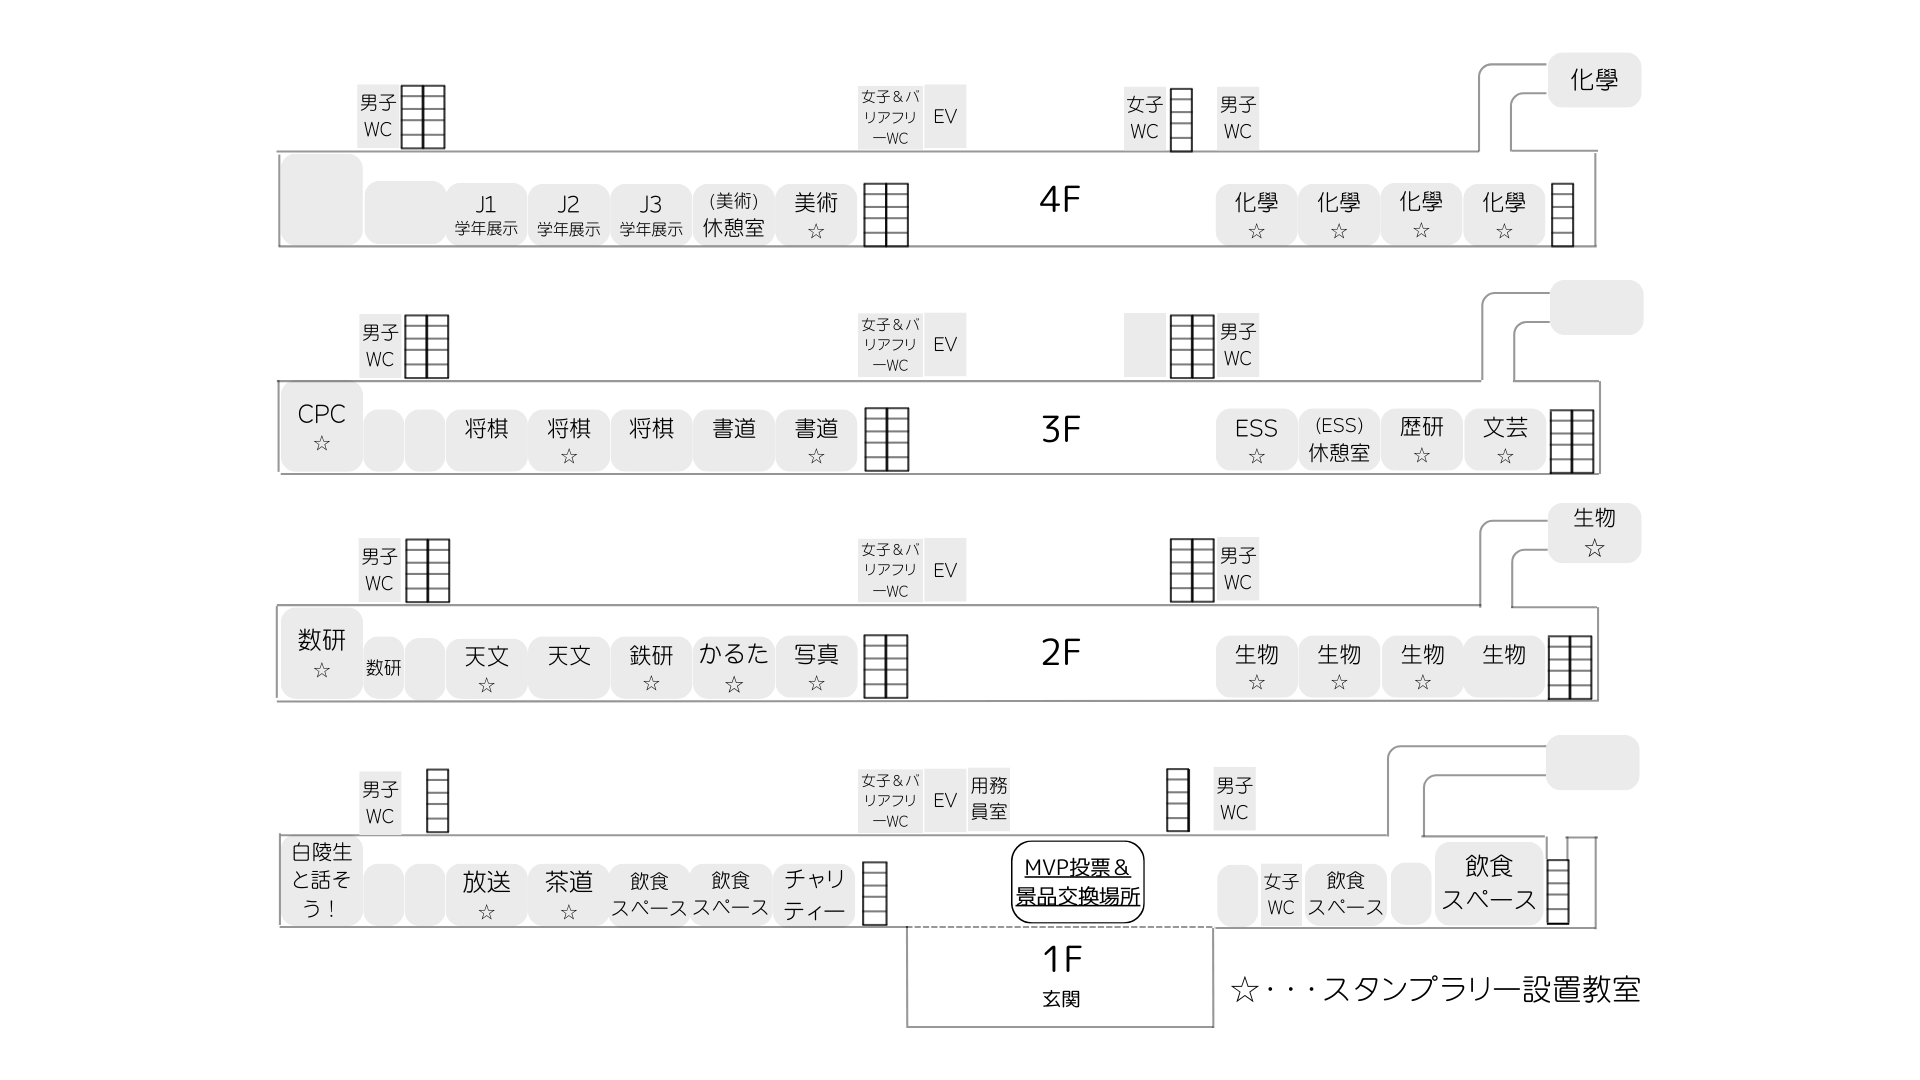 化學
男子
WC
女子&バ
リアフリ
ーWC
EV
女子
WC
男子
WC
J1
学年展示
J2
学年展示
J3
学年展示
(美術)
休憩室
美術
☆
4F
化學
☆
化學
☆
化學
☆
化學
☆
男子
WC
女子&バ
リアフリ
ーWC
EV
男子
WC
CPC
☆
将棋
将棋
☆
将棋
書道
書道
☆
3F
ESS
☆
(ESS)
休憩室
歴研
☆
文芸
☆
生物
☆
男子
WC
女子&バ
リアフリ
ーWC
EV
男子
WC
数研
☆
数研
天文
☆
天文
鉄研
☆
かるた
☆
写真
☆
2F
生物
☆
生物
☆
生物
☆
生物
男子
WC
女子&バ
リアフリ
ーWC
EV
用務
員室
男子
WC
白陵生
と話そ
う!
放送
☆
茶道
☆
飲食
スペース
飲食
スペース
チャリ
ティー
MVP投票&
景品交換場所
女子
WC
飲食
スペース
飲食
スペース
1F
玄関
☆・・・スタンプラリー設置教室